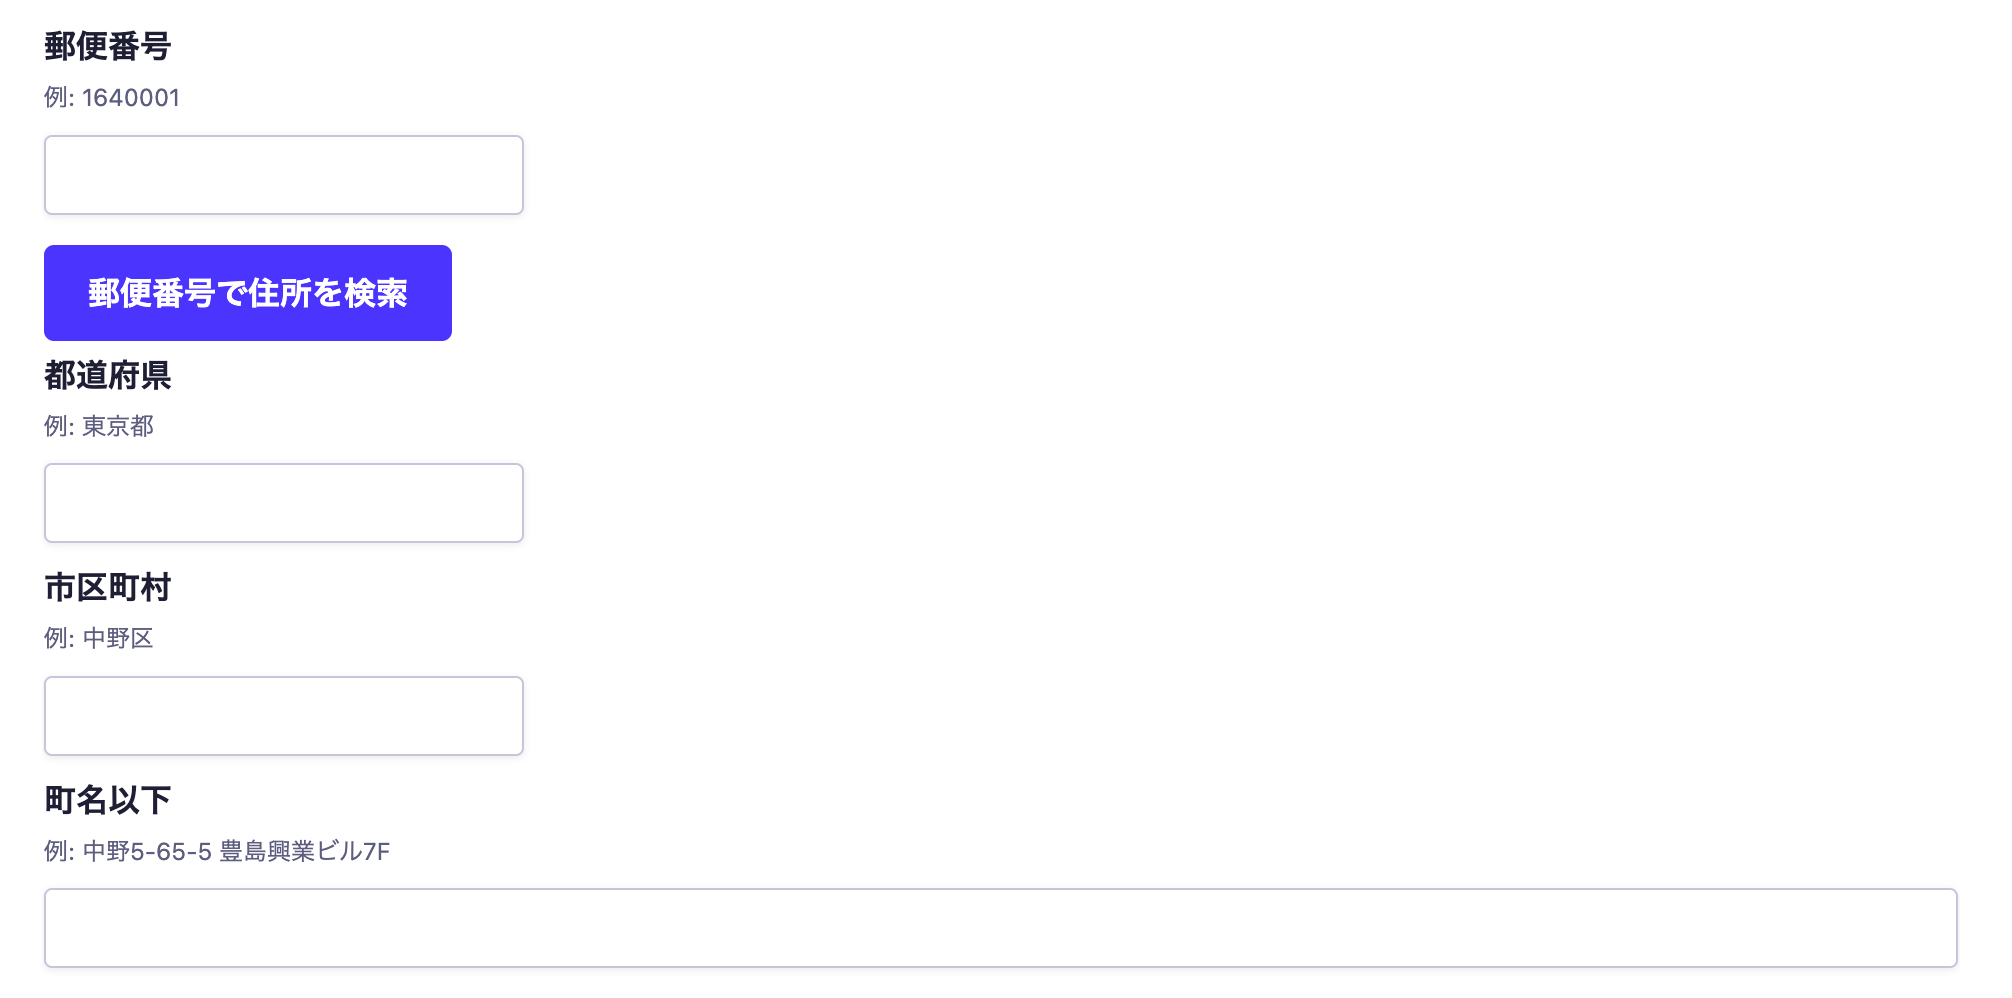 郵便番号
例: 1640001
郵便番号で住所を検索
都道府県
例: 東京都
市区町村
例: 中野区
町名以下
例: 中野5-65-5 豊島興業ビル7F